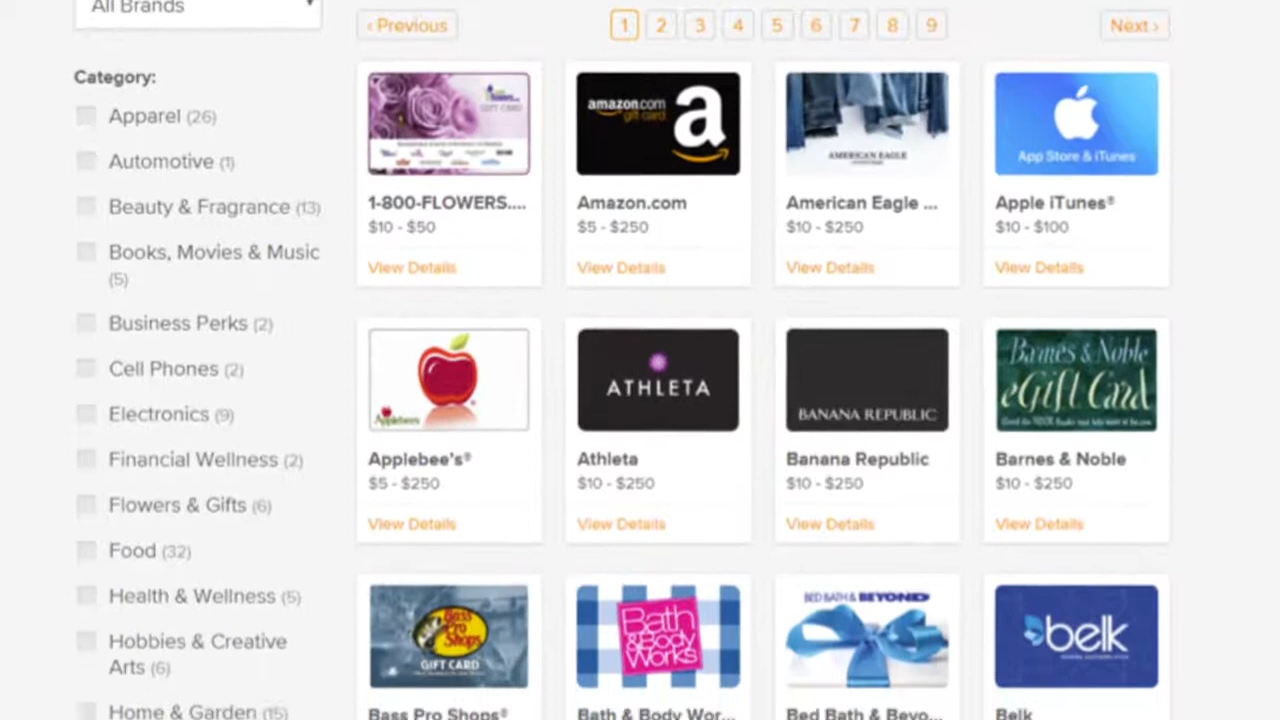 All Brands
‹ Previous
1 2 3 4 5 6 7 8 9
Next ›
Category:
Apparel (26)
Automotive (1)
Beauty & Fragrance (13)
Books, Movies & Music
(5)
Business Perks (2)
Cell Phones (2)
Electronics (9)
Financial Wellness (2)
Flowers & Gifts (6)
Food (32)
Health & Wellness (5)
Hobbies & Creative
Arts (6)
Home & Garden (15)
GIFT CARD
1-800-FLOWERS....
$10 - $50
View Details
amazon.com
gift card
a
Amazon.com
$5 - $250
View Details
AMERICAN EAGLE
American Eagle ...
$10 - $250
View Details
App Store & iTunes
Apple iTunes®
$10 - $100
View Details
Applebee's
Applebee's®
$5 - $250
View Details
ATHLETA
Athleta
$10 - $250
View Details
BANANA REPUBLIC
Banana Republic
$10 - $250
View Details
Barnes & Noble
eGift Card
Barnes & Noble
$10 - $250
View Details
Bass
Pro
Shops
GIFT CARD
Bass Pro Shops®
Bath
& Body
Works
Bath & Body Wor...
BED BATH & BEYOND
Bed Bath & Beyo...
belk
Belk